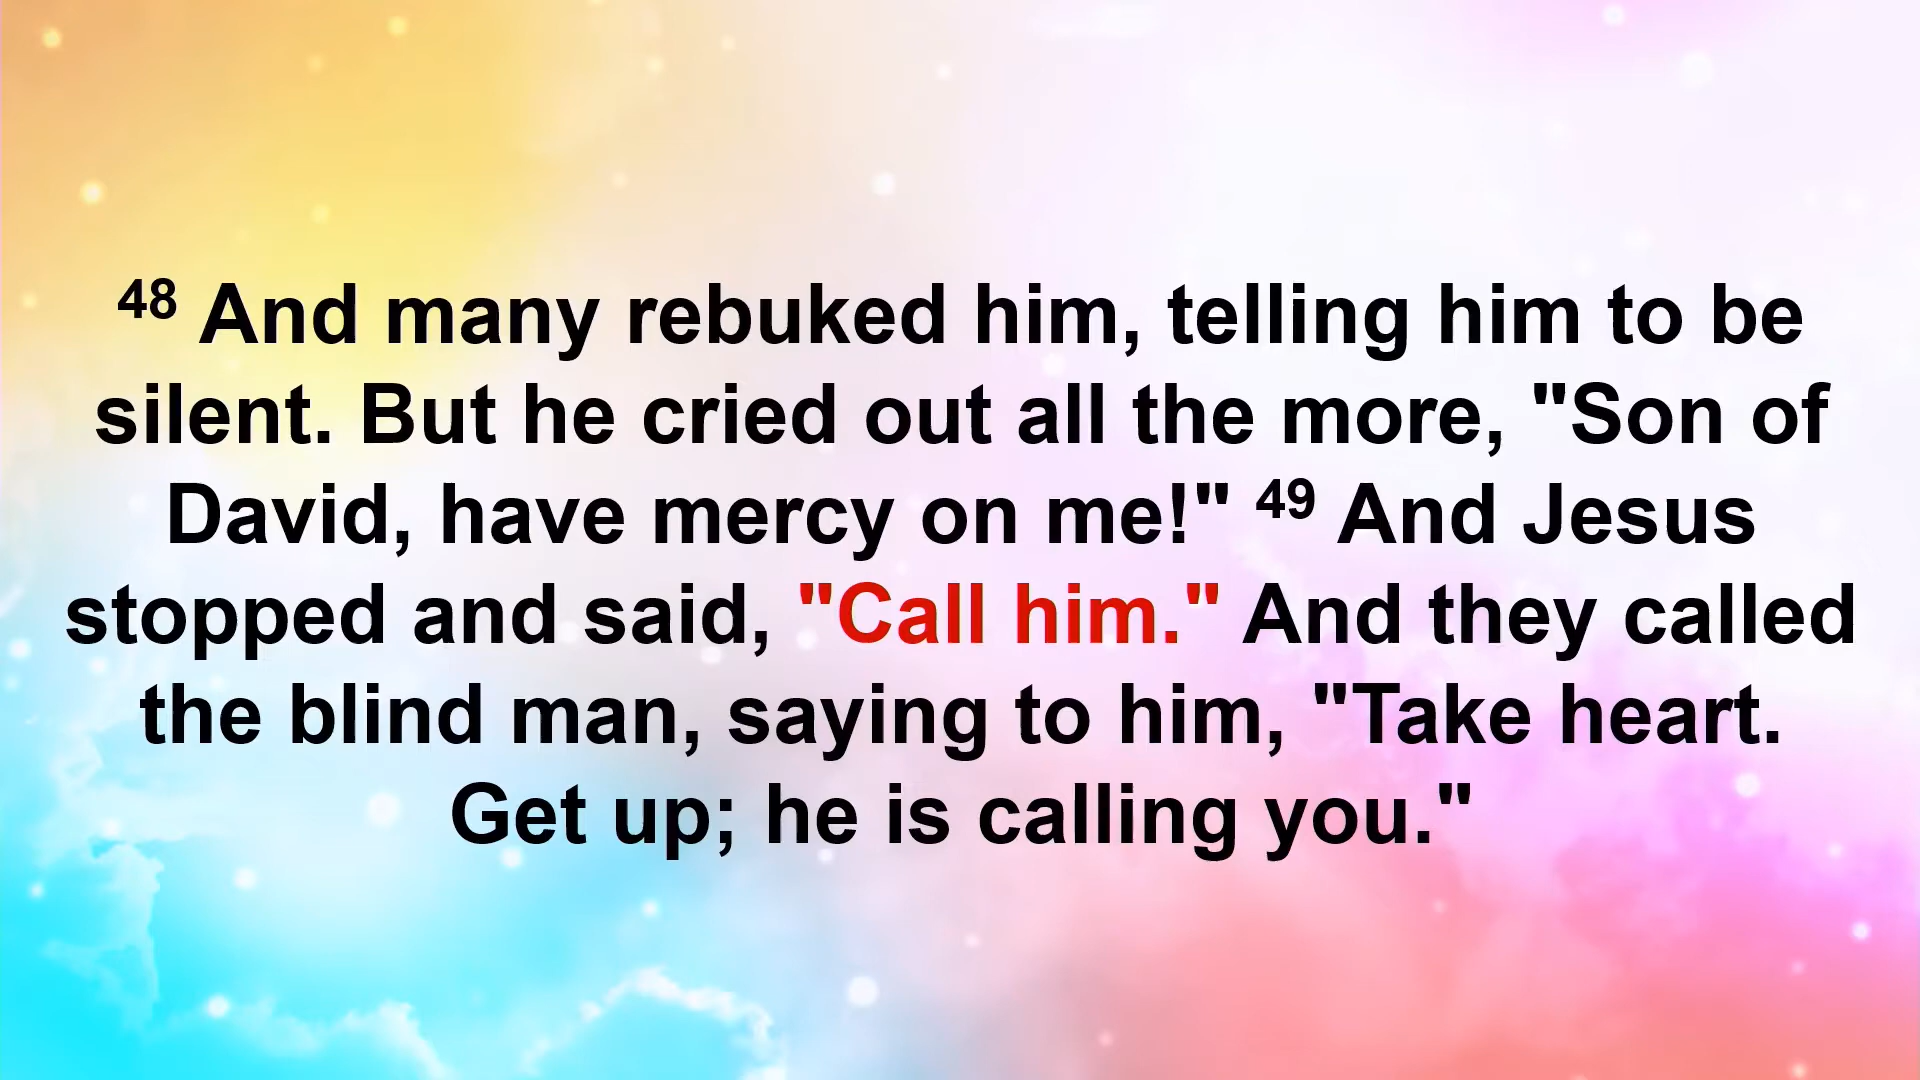 48 And many rebuked him, telling him to be
silent. But he cried out all the more, "Son of
David, have mercy on me!" 49 And Jesus
stopped and said, "Call him." And they called
the blind man, saying to him, "Take heart.
Get up; he is calling you."